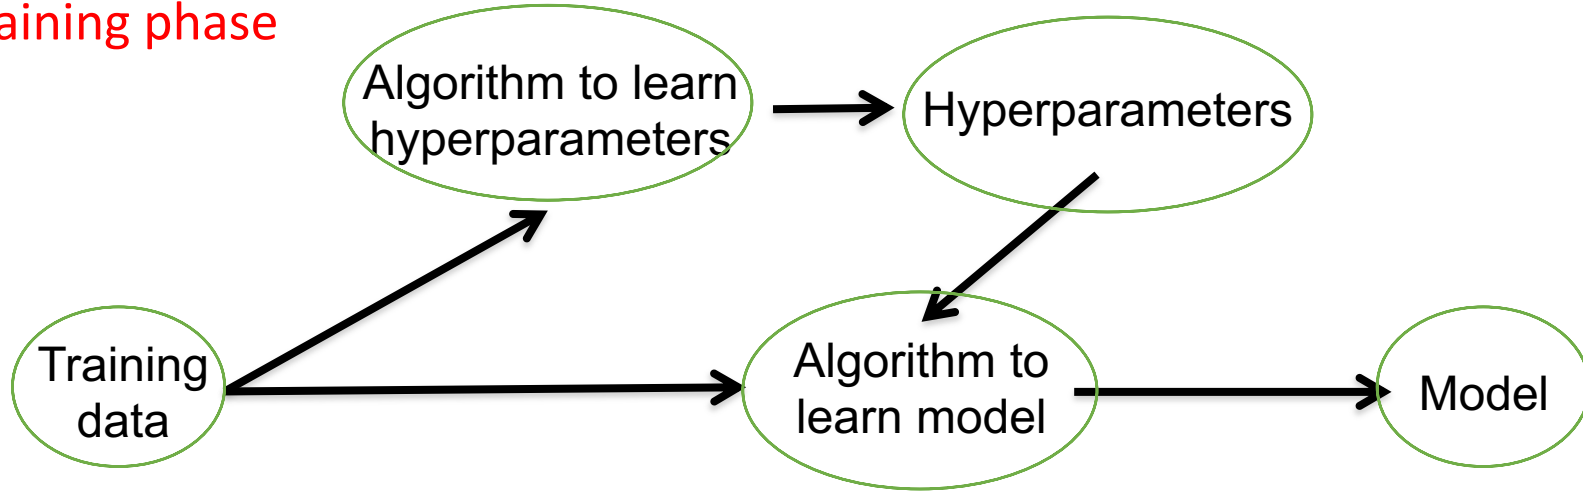 aining phase
Algorithm to learn
hyperparameters
Hyperparameters
Training
data
Algorithm to
learn model
Model